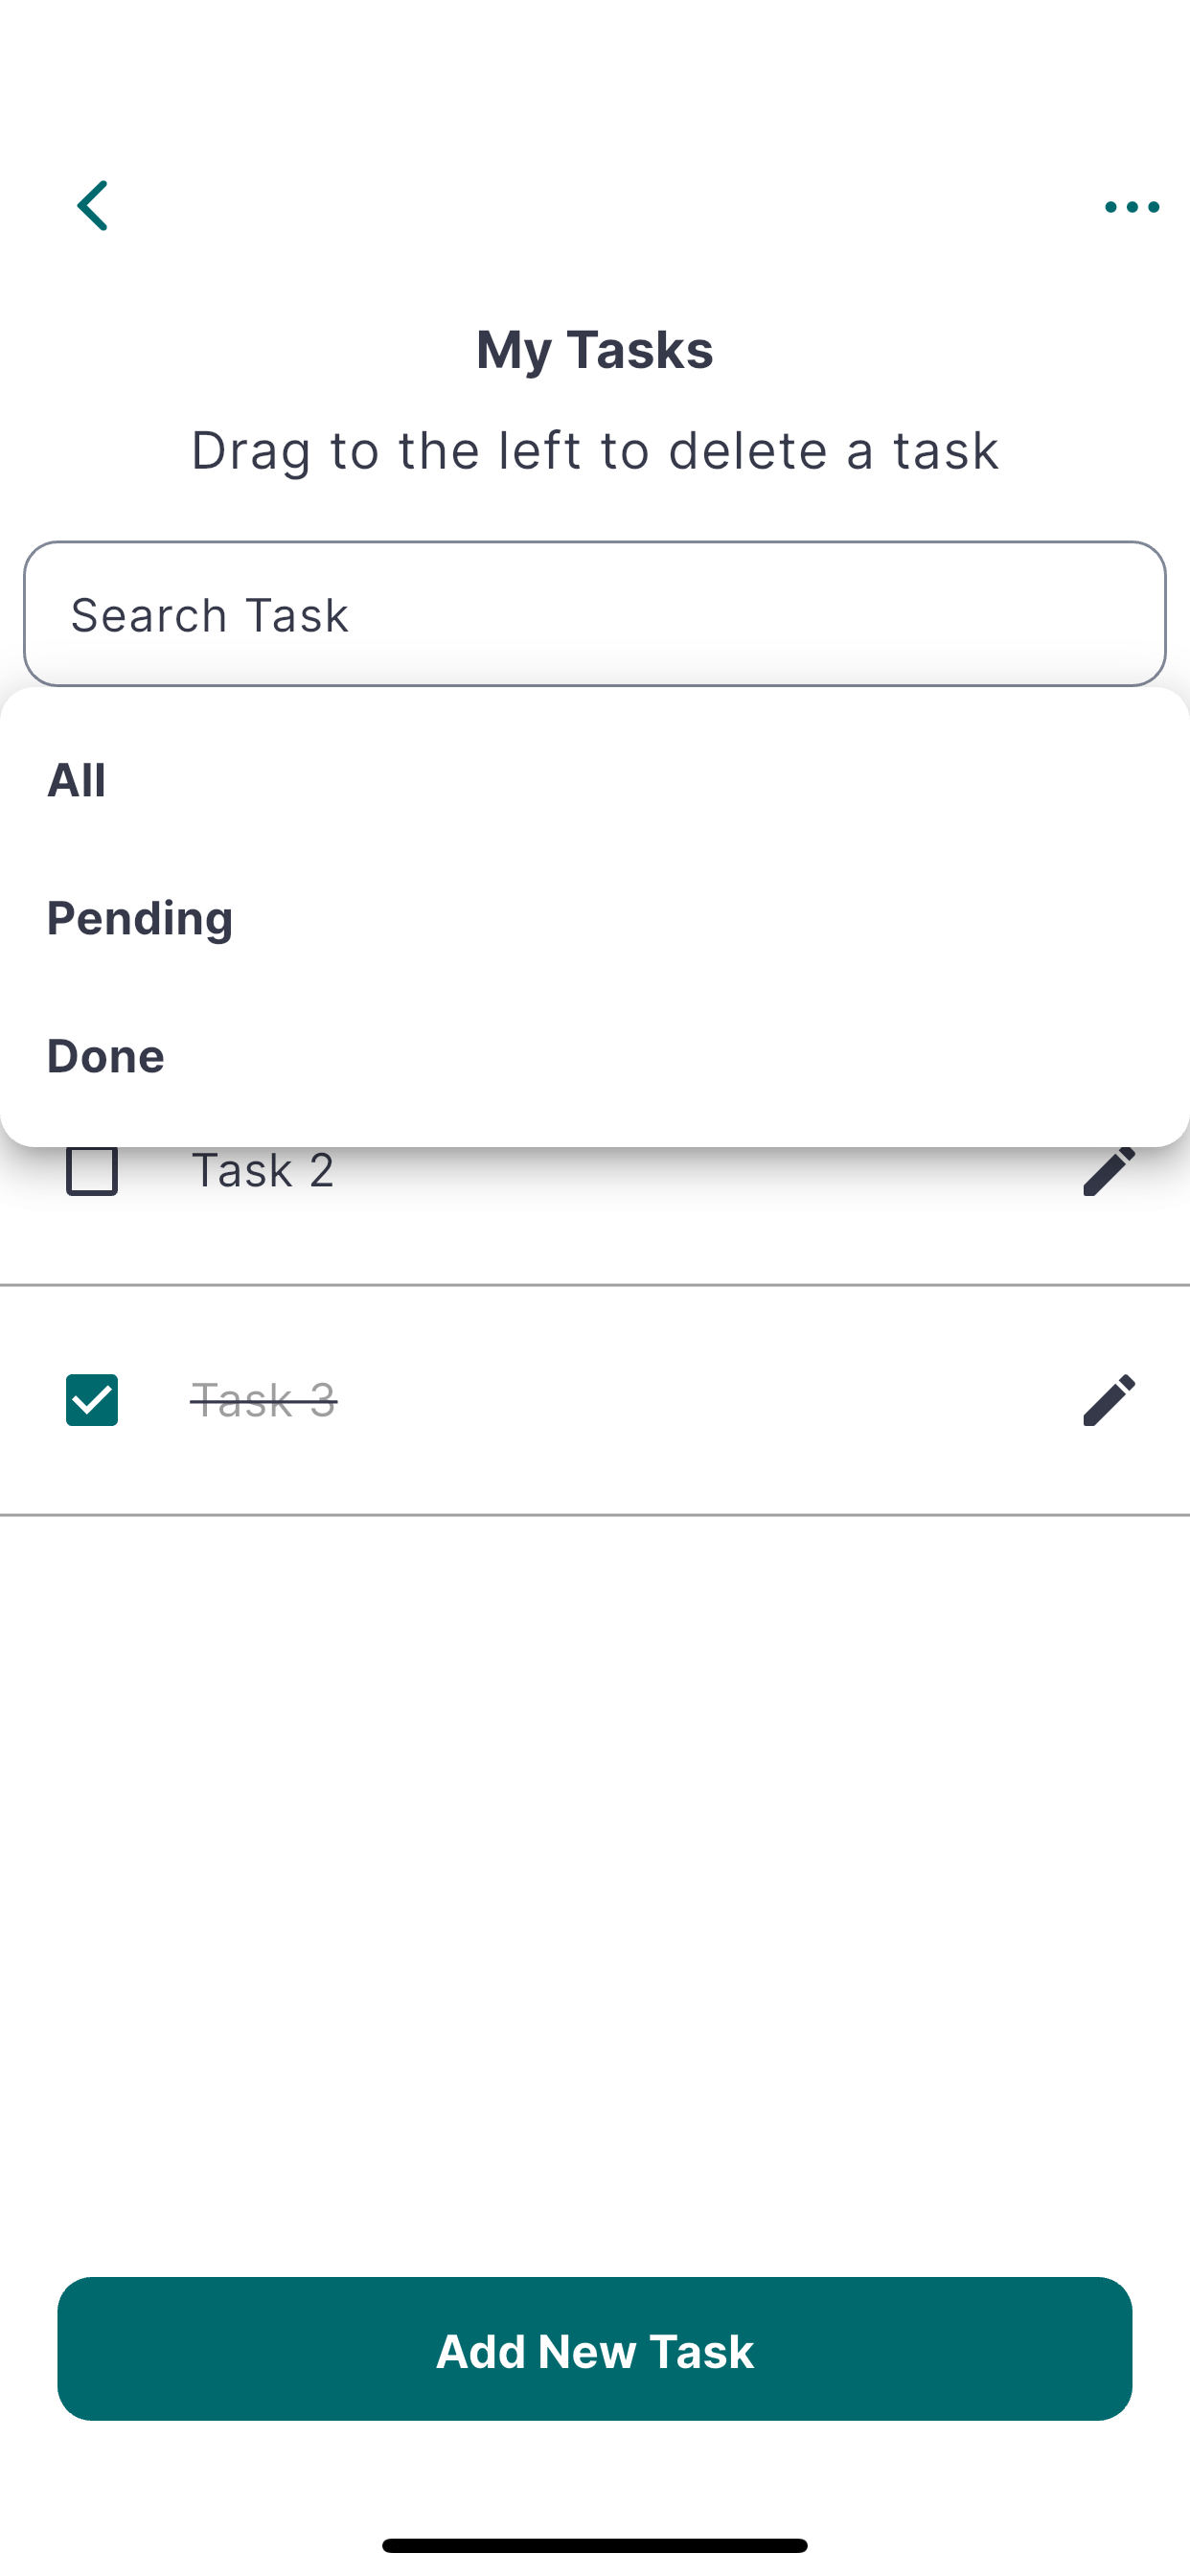 My Tasks
Drag to the left to delete a task
Search Task
All
Pending
Done
Task 2
Task 3
Add New Task